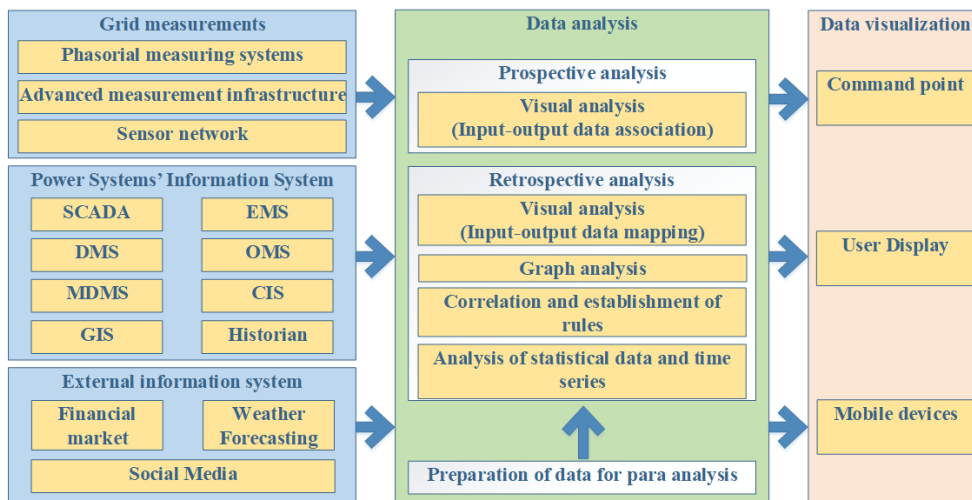 Grid measurements
Phasorial measuring systems
Advanced measurement infrastructure
Sensor network
Power Systems' Information System
SCADA
EMS
DMS
OMS
MDMS
CIS
GIS
Historian
External information system
Financial
market
Weather
Forecasting
Social Media
Data analysis
Prospective analysis
Visual analysis
(Input-output data association)
Retrospective analysis
Visual analysis
(Input-output data mapping)
Graph analysis
Correlation and establishment of
rules
Analysis of statistical data and time
series
Preparation of data for para analysis
Data visualization
Command point
User Display
Mobile devices